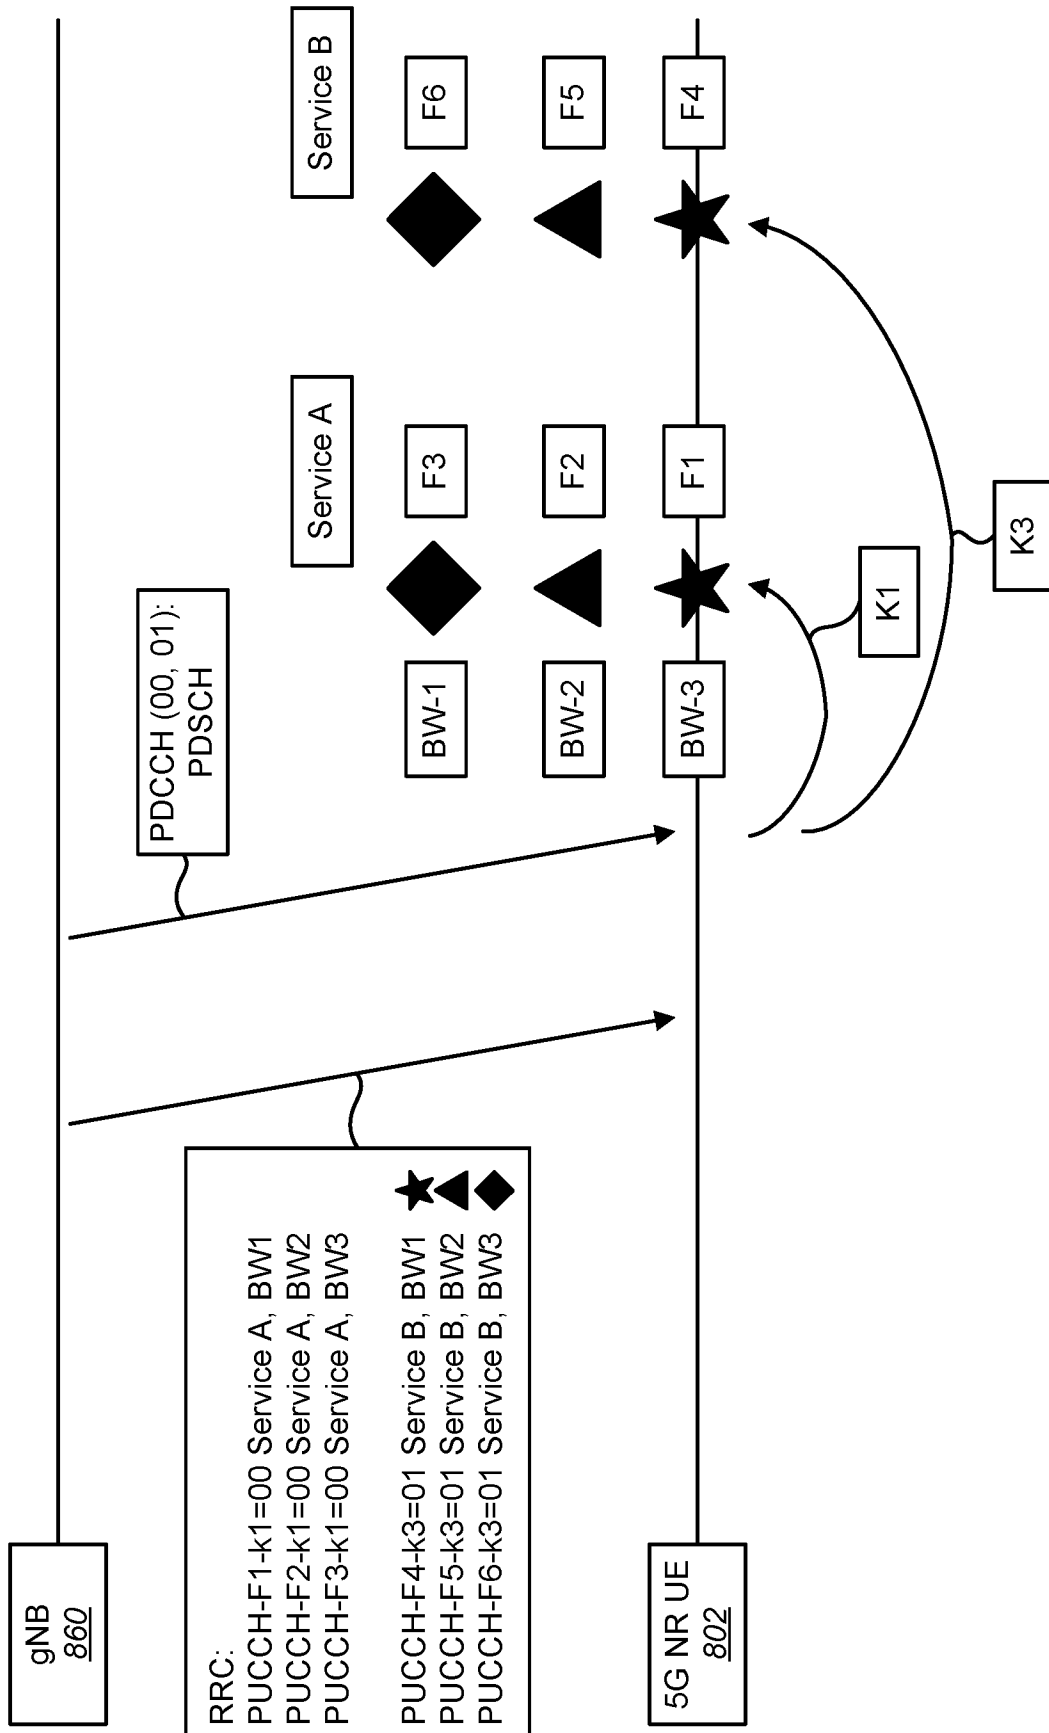 gNB
860
PDCCH (00, 01):
PDSCH
RRC:
PUCCH-F1-k1=00 Service A, BW1
PUCCH-F2-k1=00 Service A, BW2
PUCCH-F3-k1=00 Service A, BW3
PUCCH-F4-k3=01 Service B, BW1
PUCCH-F5-k3=01 Service B, BW2
PUCCH-F6-k3=01 Service B, BW3
Service A
Service B
BW-1
F3
F6
BW-2
F2
F5
5G NR UE
802
BW-3
F1
F4
K1
K3